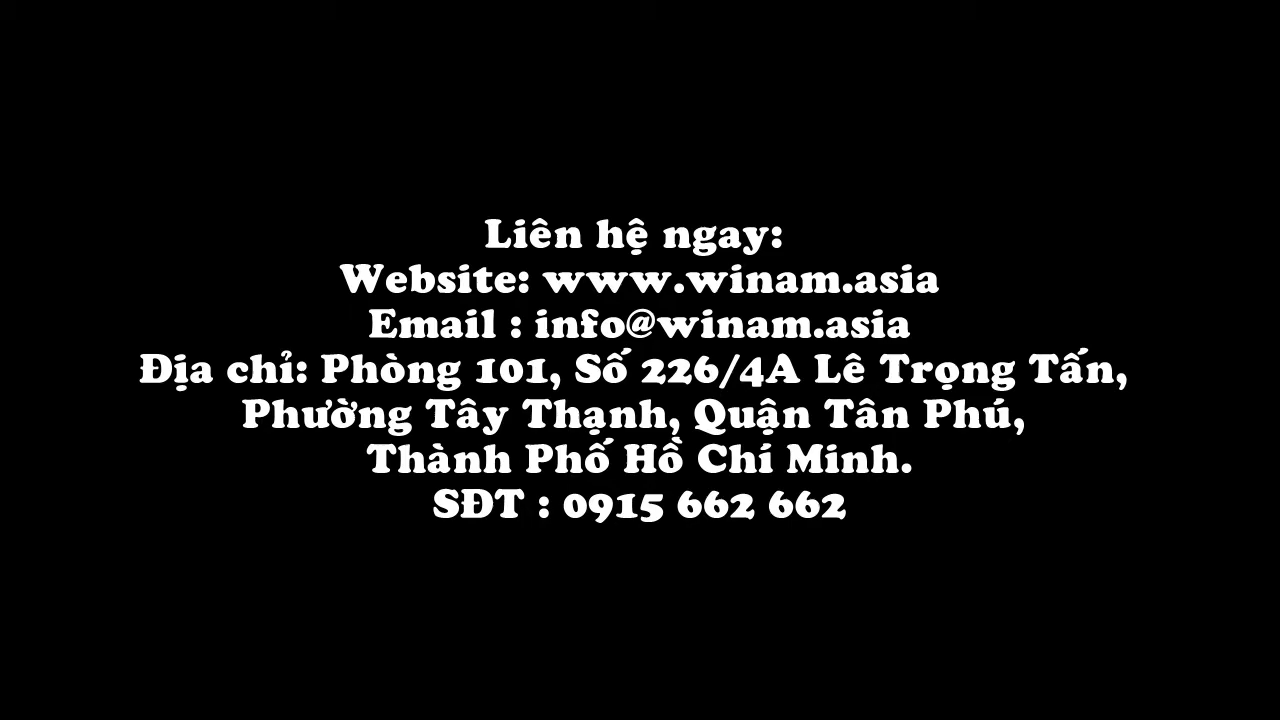 Liên hệ ngay:
Website: www.winam.asia
Email : info@winam.asia
Địa chỉ: Phòng 101, Số 226/4A Lê Trọng Tấn,
Phường Tây Thạnh, Quận Tân Phú,
Thành Phố Hồ Chí Minh.
SĐT : 0915 662 662